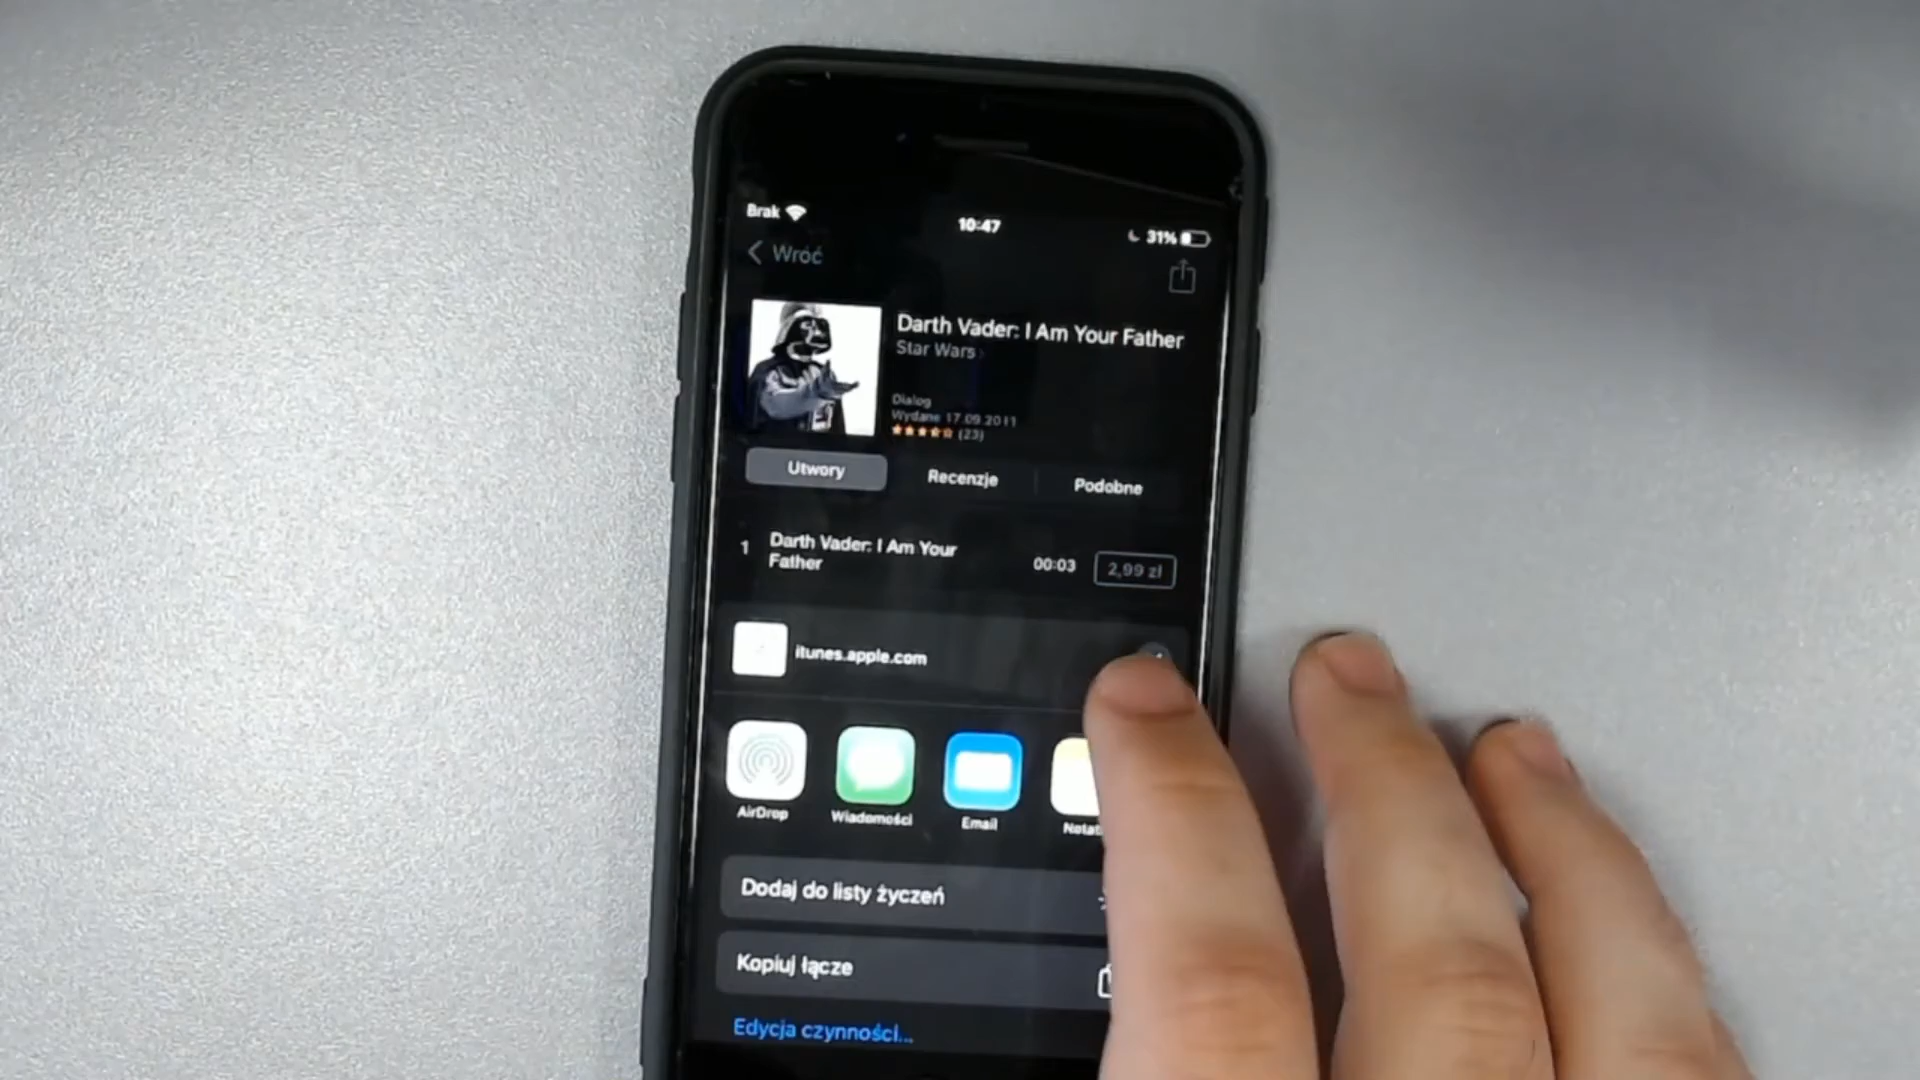 Brak
10:47
31%
Wróć
Darth Vader: I Am Your Father
Star Wars
Dialog
Wydane 17.09.2011
(23)
Utwory
Recenzje
Podobne
1
Darth Vader: I Am Your
Father
00:03
2,99 zł
itunes.apple.com
AirDrop
Wiadomości
Email
Notat
Dodaj do listy życzeń
Kopiuj łącze
Edycja czynności...